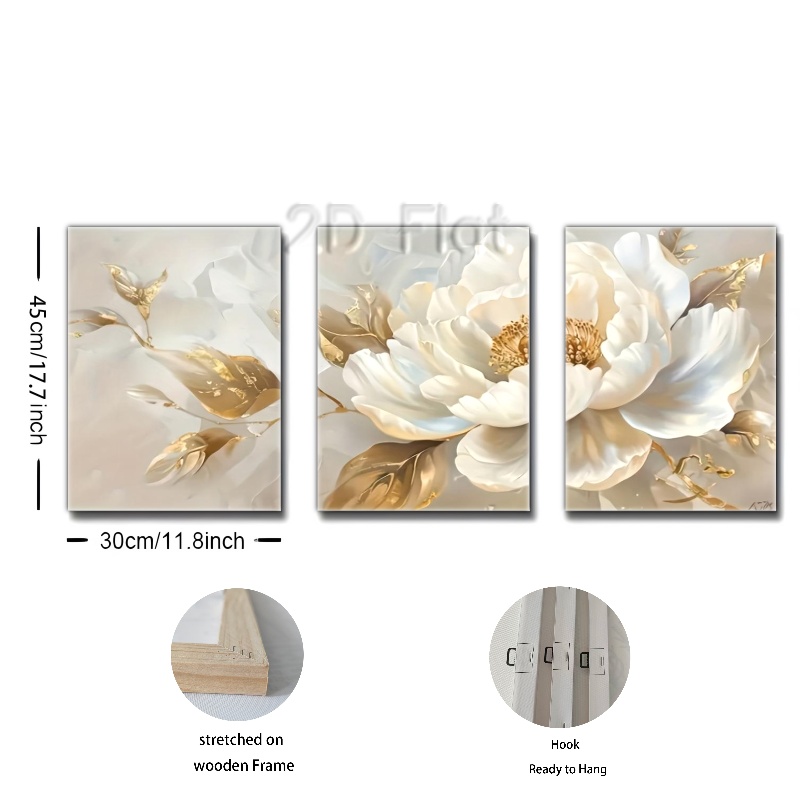 2D Flat
45cm/17.7inch
30cm/11.8inch
stretched on
wooden Frame
Hook
Ready to Hang